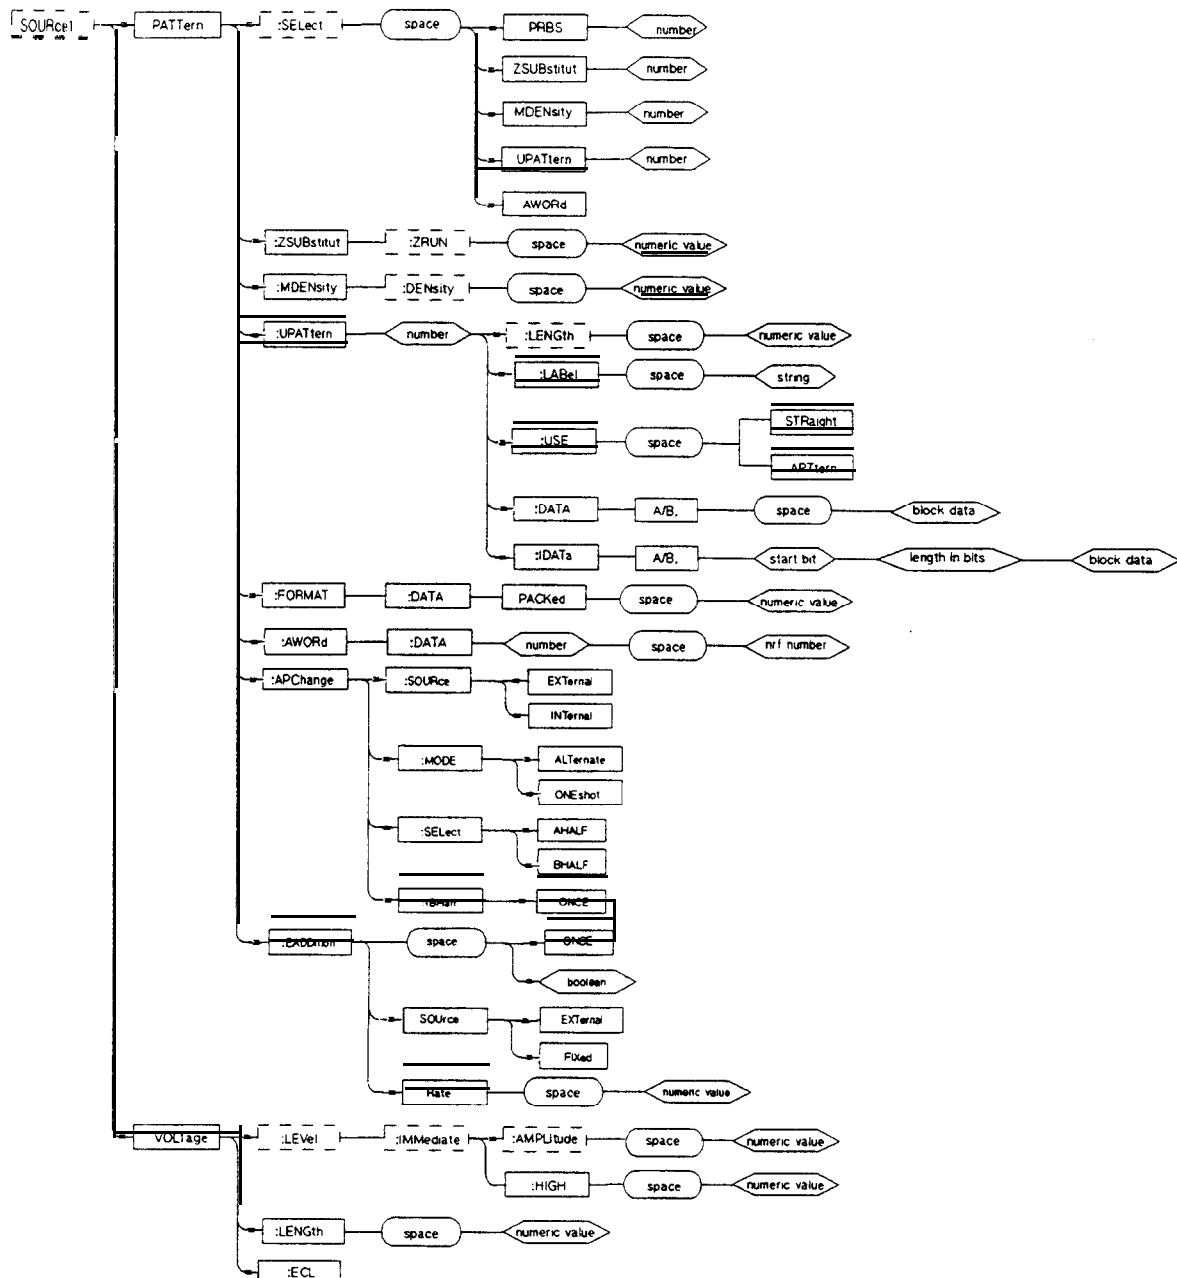 SOURce1 PATTern :SELect space PRBS number
ZSUBstitut number
MDENsity number
UPATtern number
AWORd
:ZSUBstitut :ZRUN space numeric value
:MDENsity :DENsity space numeric value
:UPATtern number :LENGth space numeric value
:LABel space string
:USE space STRaight
APTtern
:DATA A/B, space block data
:IDATa A/B, start bit length in bits block data
:FORMAT :DATA PACKed space numeric value
:AWORd :DATA number space nrf number
:APChange :SOURce EXTernal
INTernal
:MODE ALTernate
ONEshot
:SELect AHALF
BHALF
ONCE
space ONCE
boolean
SOUrce EXTernal
FIXed
Rate space numeric value
VOLTage :LEVel :IMMediate :AMPLItude space numeric value
:HIGH space numeric value
:LENGth space numeric value
:ECL